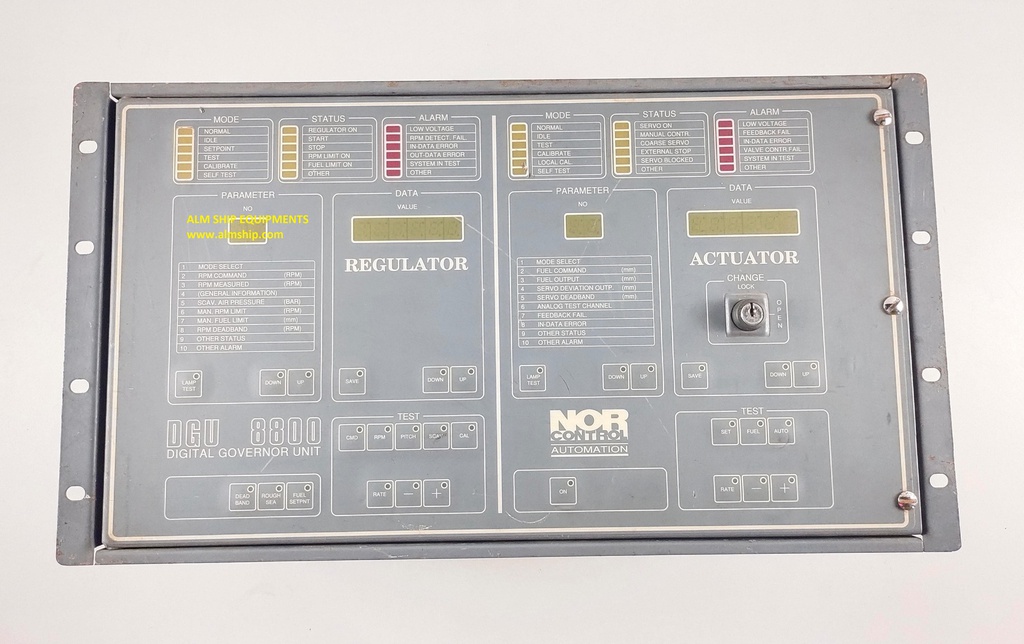 MODE
NORMAL
IDLE
SETPOINT
TEST
CALIBRATE
SELF TEST
STATUS
REGULATOR ON
START
STOP
RPM LIMIT ON
FUEL LIMIT ON
OTHER
ALARM
LOW VOLTAGE
RPM DETECT. FAIL
IN-DATA ERROR
OUT-DATA ERROR
SYSTEM IN TEST
OTHER
PARAMETER
NO
ALM SHIP EQUIPMENTS
www.almship.com
1 MODE SELECT
2 RPM COMMAND (RPM)
3 RPM MEASURED (RPM)
4 (GENERAL INFORMATION)
5 SCAV. AIR PRESSURE (BAR)
6 MAN. RPM LIMIT (RPM)
7 MAN. FUEL LIMIT (mm)
8 RPM DEADBAND (RPM)
9 OTHER STATUS
10 OTHER ALARM
LAMP TEST
DOWN
UP
DATA
VALUE
REGULATOR
SAVE
DOWN
UP
DGU 8800
DIGITAL GOVERNOR UNIT
DEAD BAND
ROUGH SEA
FUEL SETPNT
TEST
CMD
RPM
PITCH
SCAV
CAL
RATE
−
+
MODE
NORMAL
IDLE
TEST
CALIBRATE
LOCAL CAL
SELF TEST
STATUS
SERVO ON
MANUAL CONTR.
COARSE SERVO
EXTERNAL STOP
SERVO BLOCKED
OTHER
ALARM
LOW VOLTAGE
FEEDBACK FAIL
IN-DATA ERROR
VALVE CONTR.FAIL
SYSTEM IN TEST
OTHER
PARAMETER
NO
1 MODE SELECT
2 FUEL COMMAND (mm)
3 FUEL OUTPUT (mm)
4 SERVO DEVIATION OUTP. (mm)
5 SERVO DEADBAND (mm)
6 ANALOG TEST CHANNEL
7 FEEDBACK FAIL
8 IN-DATA ERROR
9 OTHER STATUS
10 OTHER ALARM
LAMP TEST
DOWN
UP
DATA
VALUE
ACTUATOR
CHANGE
LOCK
OPEN
SAVE
DOWN
UP
NOR
CONTROL
AUTOMATION
ON
TEST
SET
FUEL
AUTO
RATE
−
+